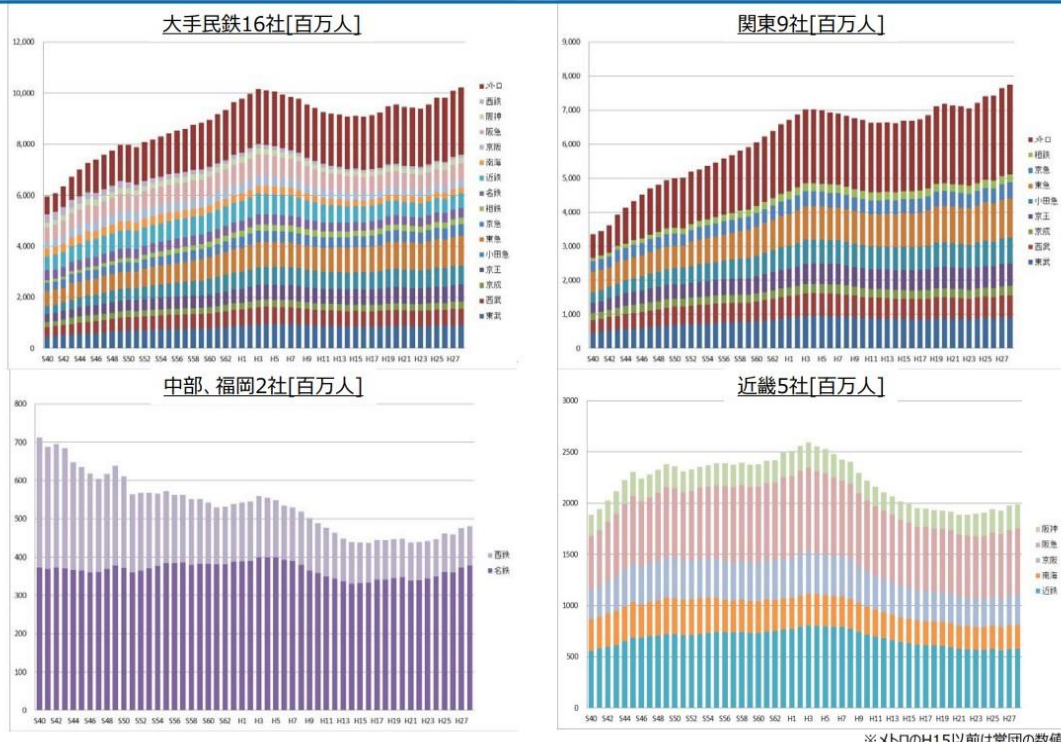 大手民鉄16社[百万人]
12,000
10,000
8,000
6,000
4,000
2,000
0
S40 S42 S44 S46 S48 S50 S52 S54 S56 S58 S60 S62 H1 H3 H5 H7 H9 H11 H13 H15 H17 H19 H21 H23 H25 H27
メトロ
西鉄
阪神
阪急
京阪
南海
近鉄
名鉄
相鉄
京急
東急
小田急
京王
京成
西武
東武
関東9社[百万人]
9,000
8,000
7,000
6,000
5,000
4,000
3,000
2,000
1,000
0
S40 S42 S44 S46 S48 S50 S52 S54 S56 S58 S60 S62 H1 H3 H5 H7 H9 H11 H13 H15 H17 H19 H21 H23 H25 H27
メトロ
相鉄
京急
東急
小田急
京王
京成
西武
東武
中部、福岡2社[百万人]
800
700
600
500
400
300
200
100
0
S40 S42 S44 S46 S48 S50 S52 S54 S56 S58 S60 S62 H1 H3 H5 H7 H9 H11 H13 H15 H17 H19 H21 H23 H25 H27
西鉄
名鉄
近畿5社[百万人]
3000
2500
2000
1500
1000
500
0
S40 S42 S44 S46 S48 S50 S52 S54 S56 S58 S60 S62 H1 H3 H5 H7 H9 H11 H13 H15 H17 H19 H21 H23 H25 H27
阪神
阪急
京阪
南海
近鉄
※メトロのH15以前は営団の数値